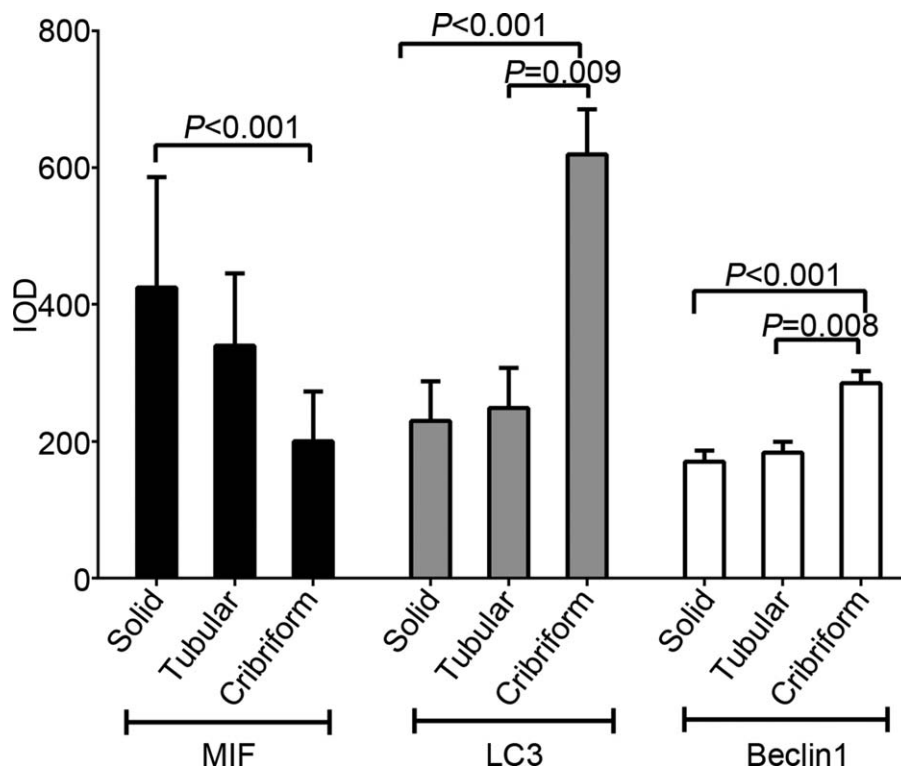 800
P<0.001
P=0.009
P<0.001
600
IOD
400
P<0.001
P=0.008
200
0
Solid
Tubular
Cribriform
Solid
Tubular
Cribriform
Solid
Tubular
Cribriform
MIF
LC3
Beclin1